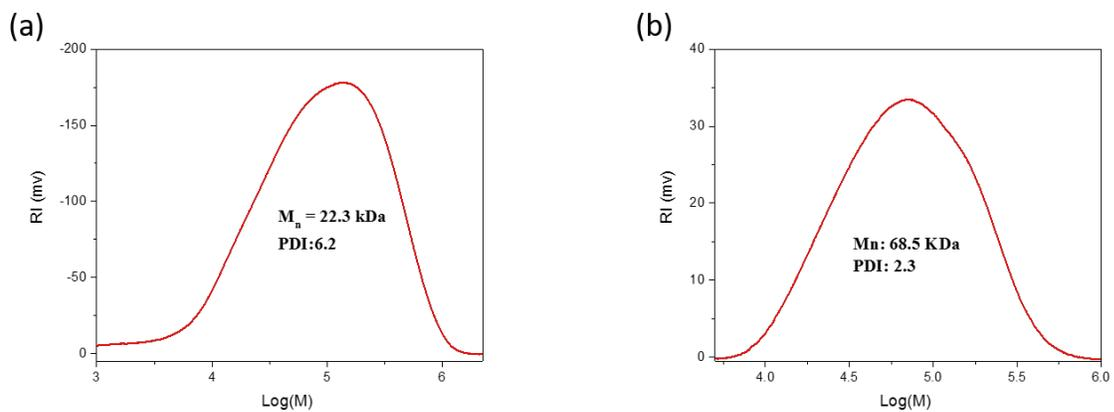 (a)
-200
-150
-100
-50
0
RI (mv)
M_n = 22.3 kDa
PDI:6.2
3 4 5 6
Log(M)
(b)
40
30
20
10
0
RI (mv)
Mn: 68.5 KDa
PDI: 2.3
4.0 4.5 5.0 5.5 6.0
Log(M)